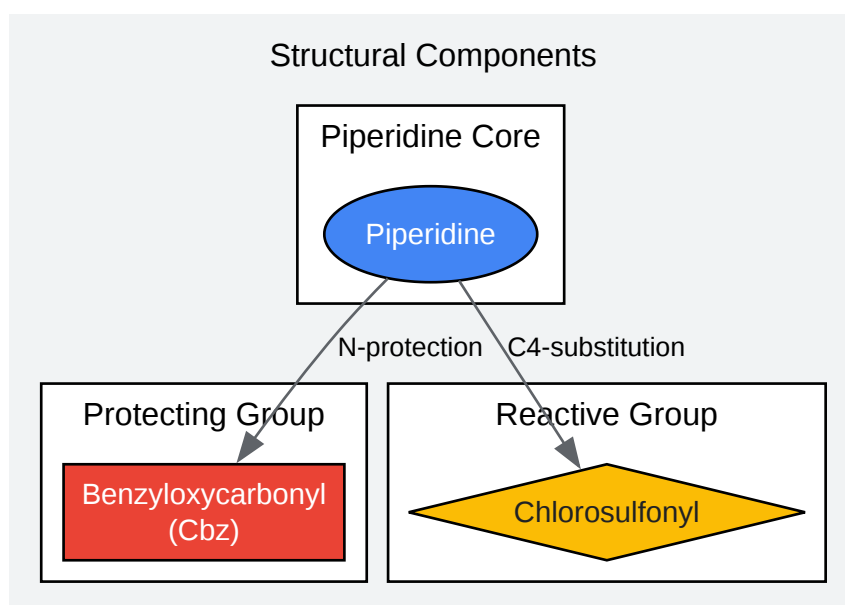 Structural Components
Piperidine Core
Piperidine
N-protection
C4-substitution
Protecting Group
Benzyloxycarbonyl
(Cbz)
Reactive Group
Chlorosulfonyl